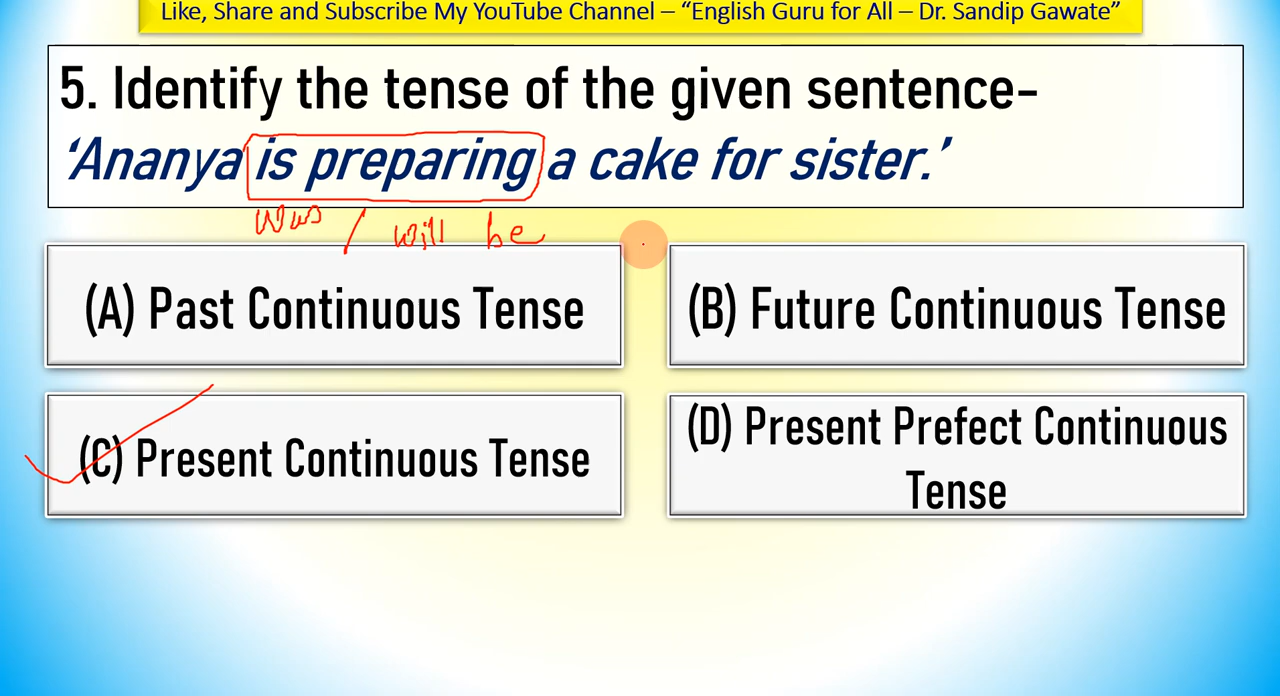 Like, Share and Subscribe My YouTube Channel – “English Guru for All – Dr. Sandip Gawate”
5. Identify the tense of the given sentence-
‘Ananya is preparing a cake for sister.’
was / will be
(A) Past Continuous Tense
(B) Future Continuous Tense
(C) Present Continuous Tense
(D) Present Prefect Continuous
Tense